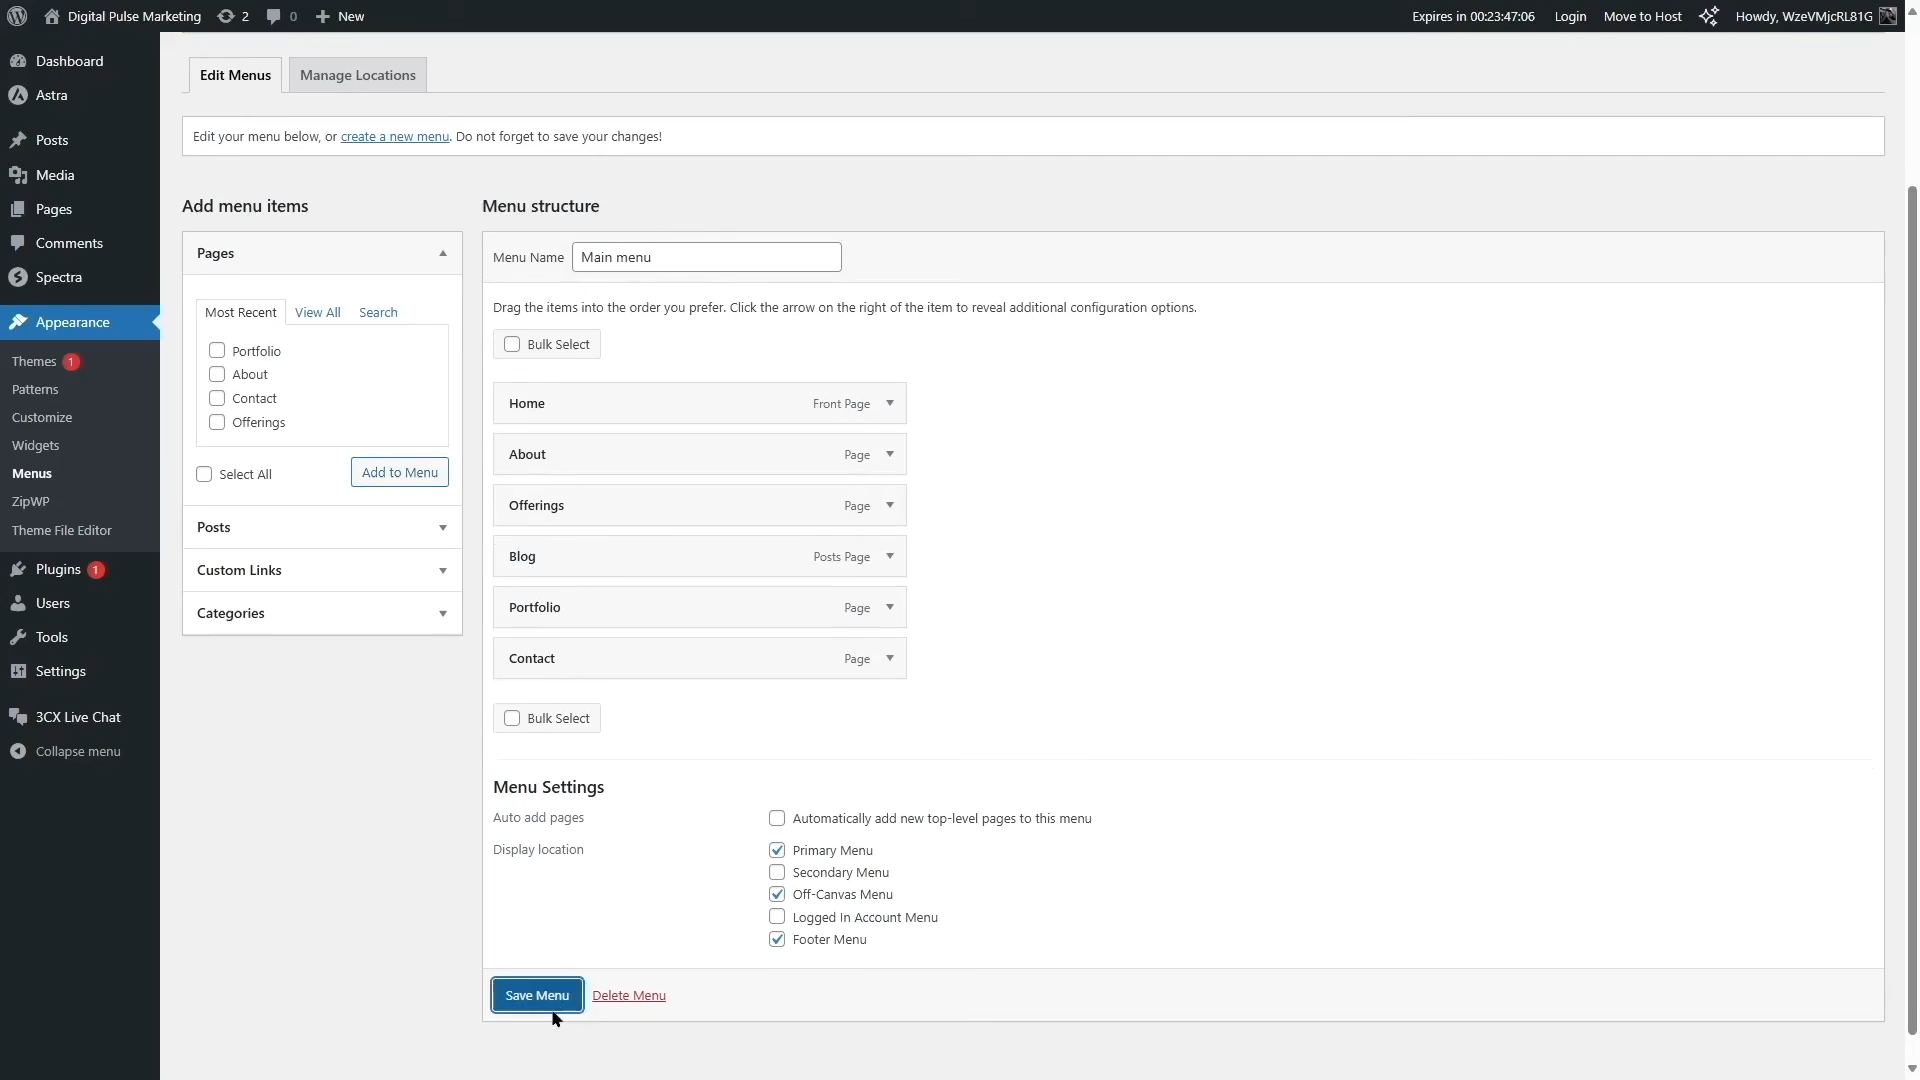 Digital Pulse Marketing 2 0 New Expires in 00:23:47:06 Login Move to Host Howdy, WzeVMjcRL81G
Dashboard
Astra
Posts
Media
Pages
Comments
Spectra
Appearance
Themes 1
Patterns
Customize
Widgets
Menus
ZipWP
Theme File Editor
Plugins 1
Users
Tools
Settings
3CX Live Chat
Collapse menu
Edit Menus Manage Locations
Edit your menu below, or create a new menu. Do not forget to save your changes!
Add menu items
Pages
Most Recent View All Search
Portfolio
About
Contact
Offerings
Select All Add to Menu
Posts
Custom Links
Categories
Menu structure
Menu Name Main menu
Drag the items into the order you prefer. Click the arrow on the right of the item to reveal additional configuration options.
Bulk Select
Home Front Page
About Page
Offerings Page
Blog Posts Page
Portfolio Page
Contact Page
Bulk Select
Menu Settings
Auto add pages Automatically add new top-level pages to this menu
Display location Primary Menu
Secondary Menu
Off-Canvas Menu
Logged In Account Menu
Footer Menu
Save Menu Delete Menu